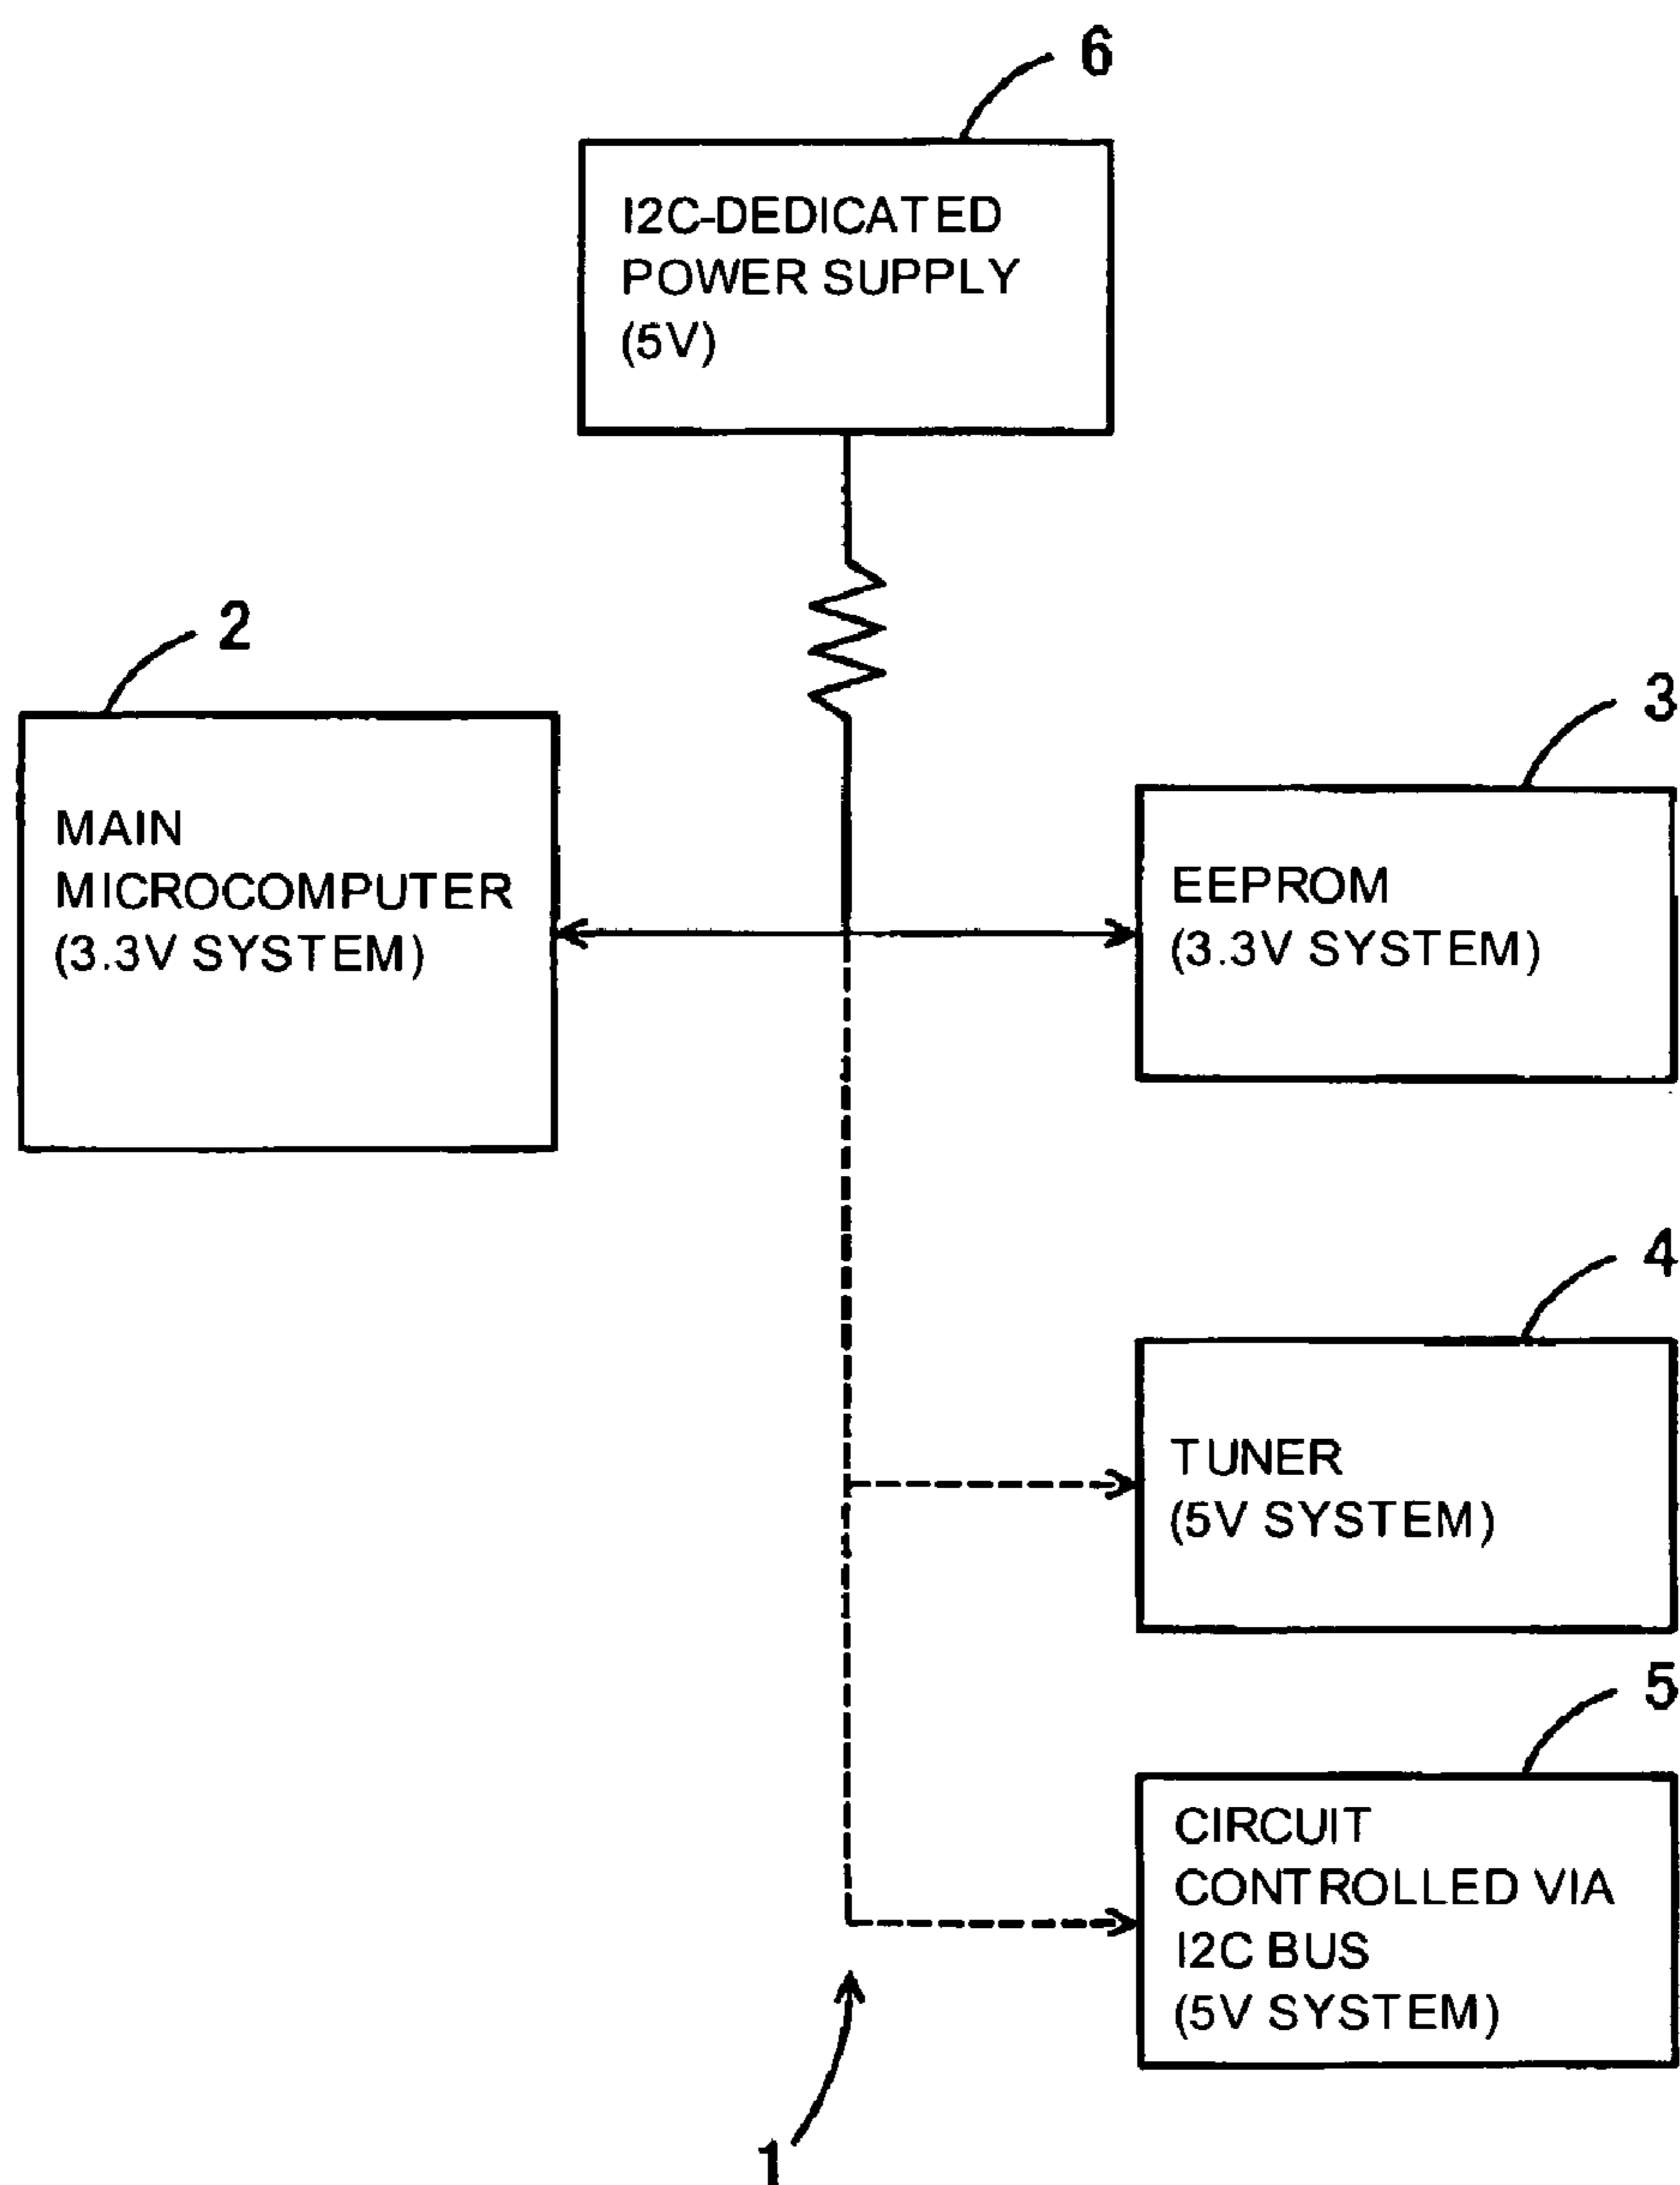 6
I2C-DEDICATED
POWER SUPPLY
(5V)
2
MAIN
MICROCOMPUTER
(3.3V SYSTEM)
3
EEPROM
(3.3V SYSTEM)
4
TUNER
(5V SYSTEM)
5
CIRCUIT
CONTROLLED VIA
I2C BUS
(5V SYSTEM)
1